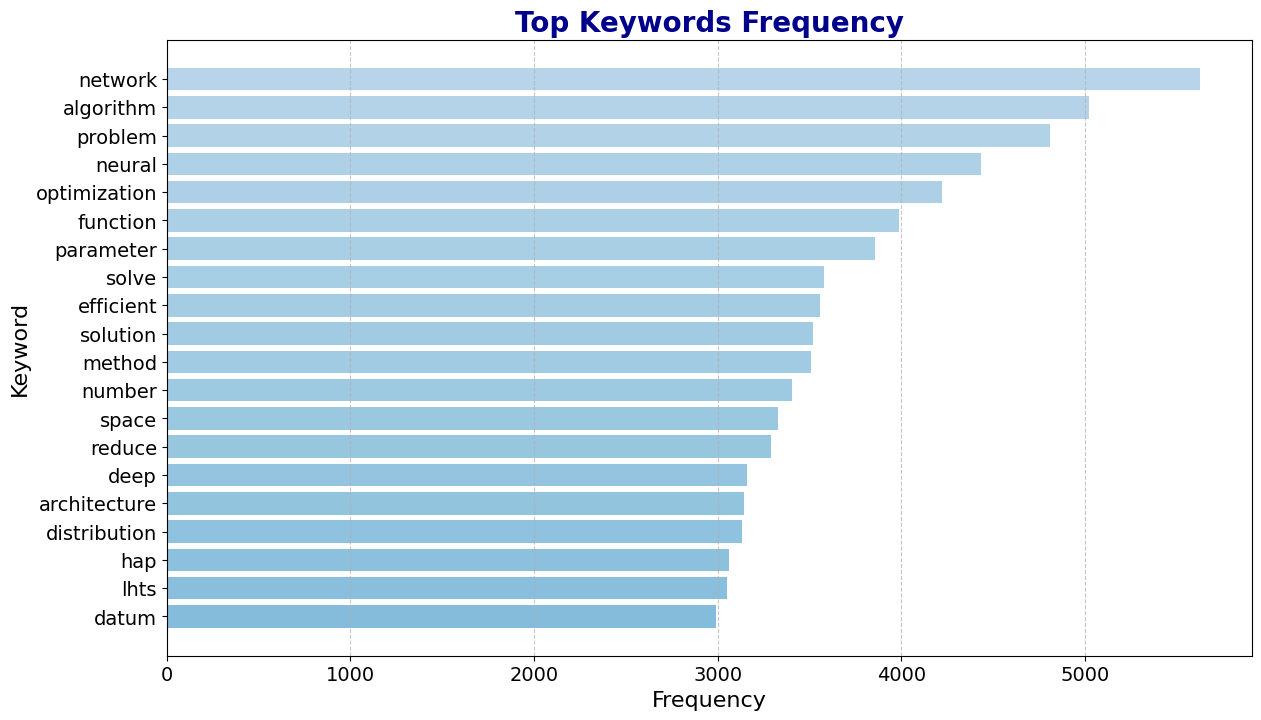 Top Keywords Frequency
network
algorithm
problem
neural
optimization
function
parameter
solve
efficient
solution
method
number
space
reduce
deep
architecture
distribution
hap
lhts
datum
Keyword
0 1000 2000 3000 4000 5000
Frequency